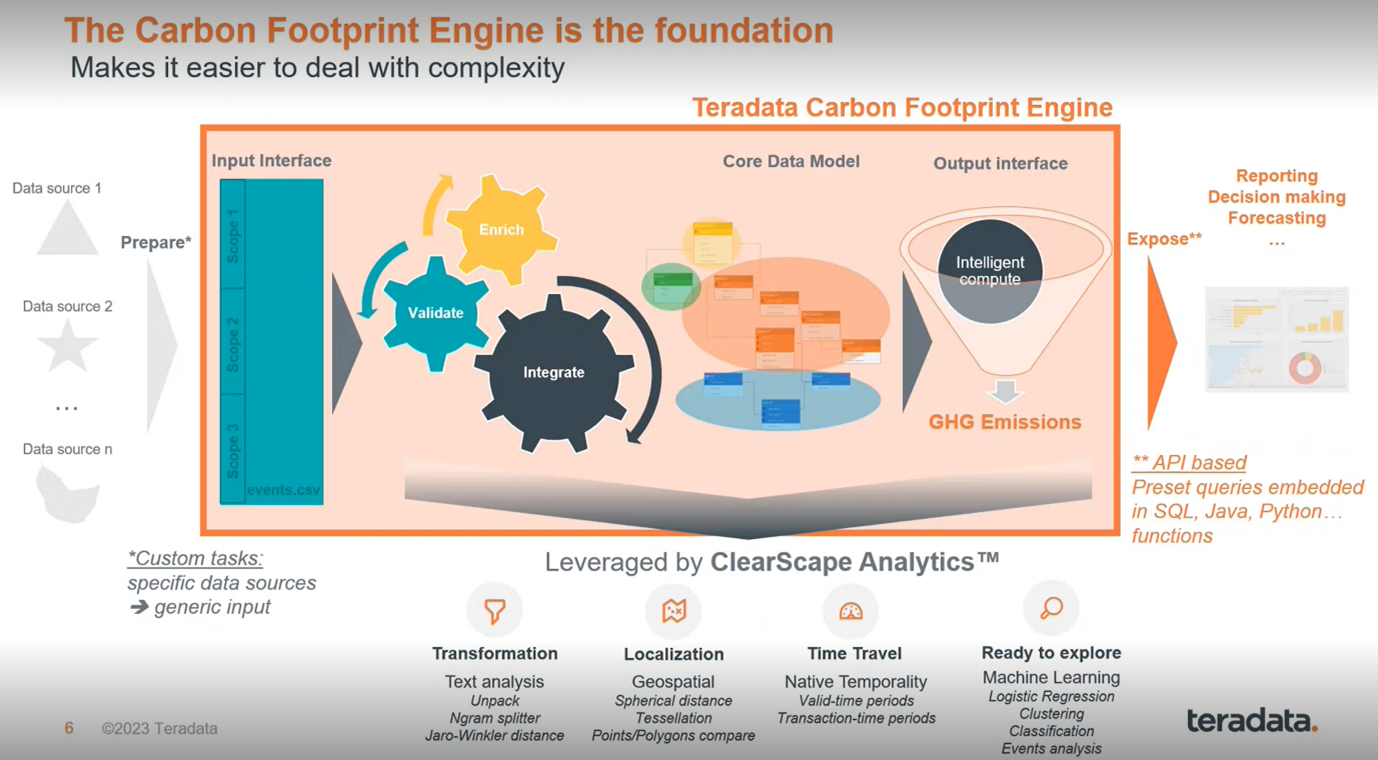 The Carbon Footprint Engine is the foundation
Makes it easier to deal with complexity
Teradata Carbon Footprint Engine
Data source 1
Data source 2
...
Data source n
Prepare*
*Custom tasks:
specific data sources
➔ generic input
Input Interface
Scope 1
Scope 2
Scope 3
events.csv
Enrich
Validate
Integrate
Core Data Model
Output interface
Intelligent
compute
GHG Emissions
Expose**
Reporting
Decision making
Forecasting
...
** API based
Preset queries embedded
in SQL, Java, Python…
functions
Leveraged by ClearScape Analytics™
Transformation
Text analysis
Unpack
Ngram splitter
Jaro-Winkler distance
Localization
Geospatial
Spherical distance
Tessellation
Points/Polygons compare
Time Travel
Native Temporality
Valid-time periods
Transaction-time periods
Ready to explore
Machine Learning
Logistic Regression
Clustering
Classification
Events analysis
6 ©2023 Teradata
teradata.